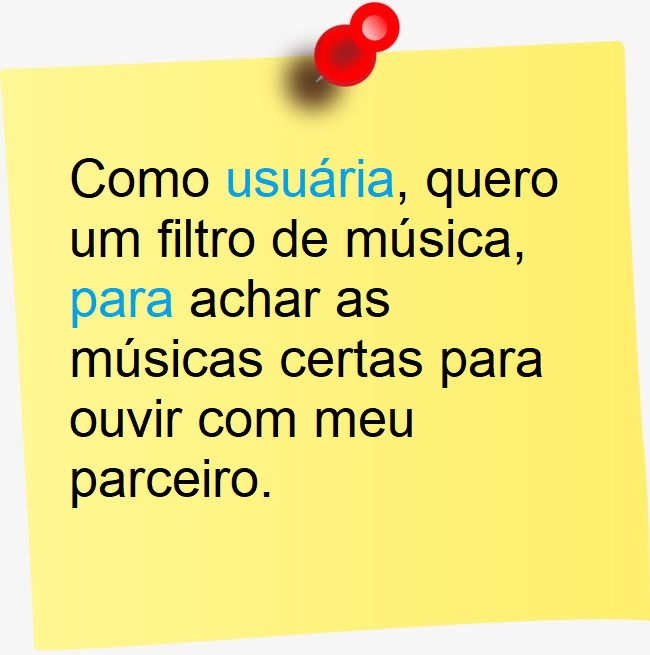 Como usuária, quero
um filtro de música,
para achar as
músicas certas para
ouvir com meu
parceiro.